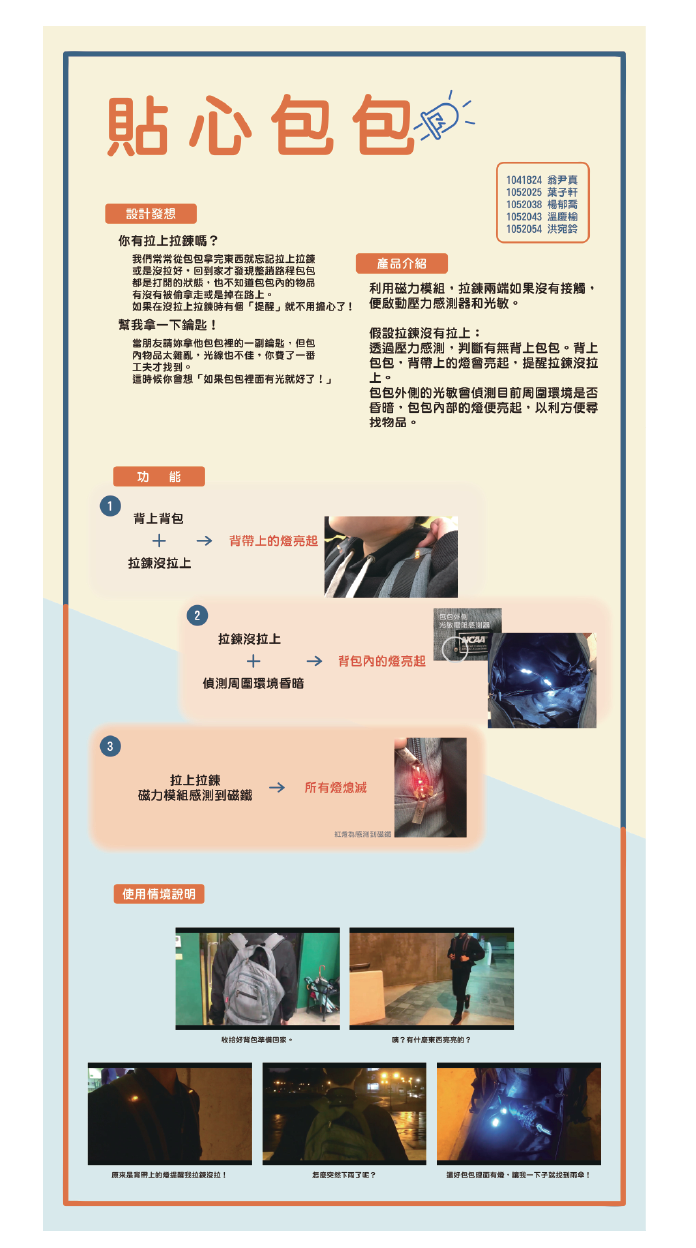 貼心包包
1041824 翁尹真
1052025 葉子軒
1052038 楊郁喬
1052043 溫慶榆
1052054 洪宛鈴
設計發想
你有拉上拉鍊嗎？
我們常常從包包拿完東西就忘記拉上拉鍊
或是沒拉好，回到家才發現整趟路程包包
都是打開的狀態，也不知道包包內的物品
有沒有被偷拿走或是掉在路上。
如果在沒拉上拉鍊時有個「提醒」就不用擔心了！
幫我拿一下鑰匙！
當朋友請妳拿他包包裡的一副鑰匙，但包
內物品太雜亂，光線也不佳，你費了一番
工夫才找到。
這時候你會想「如果包包裡面有光就好了！」
產品介紹
利用磁力模組，拉鍊兩端如果沒有接觸，
便啟動壓力感測器和光敏。
假設拉鍊沒有拉上：
透過壓力感測，判斷有無背上包包。背上
包包，背帶上的燈會亮起，提醒拉鍊沒拉
上。
包包外側的光敏會偵測目前周圍環境是否
昏暗，包包內部的燈便亮起，以利方便尋
找物品。
功 能
1
背上背包
+
拉鍊沒拉上
→
背帶上的燈亮起
2
拉鍊沒拉上
+
偵測周圍環境昏暗
→
背包內的燈亮起
包包外側
光敏電阻感測器
NCAA
3
拉上拉鍊
磁力模組感測到磁鐵
→
所有燈熄滅
紅燈為感測到磁鐵
使用情境說明
收拾好背包準備回家。
咦？有什麼東西亮亮的？
原來是背帶上的燈提醒我拉鍊沒拉！
怎麼突然下雨了呢？
還好包包裡面有燈，讓我一下子就找到雨傘！